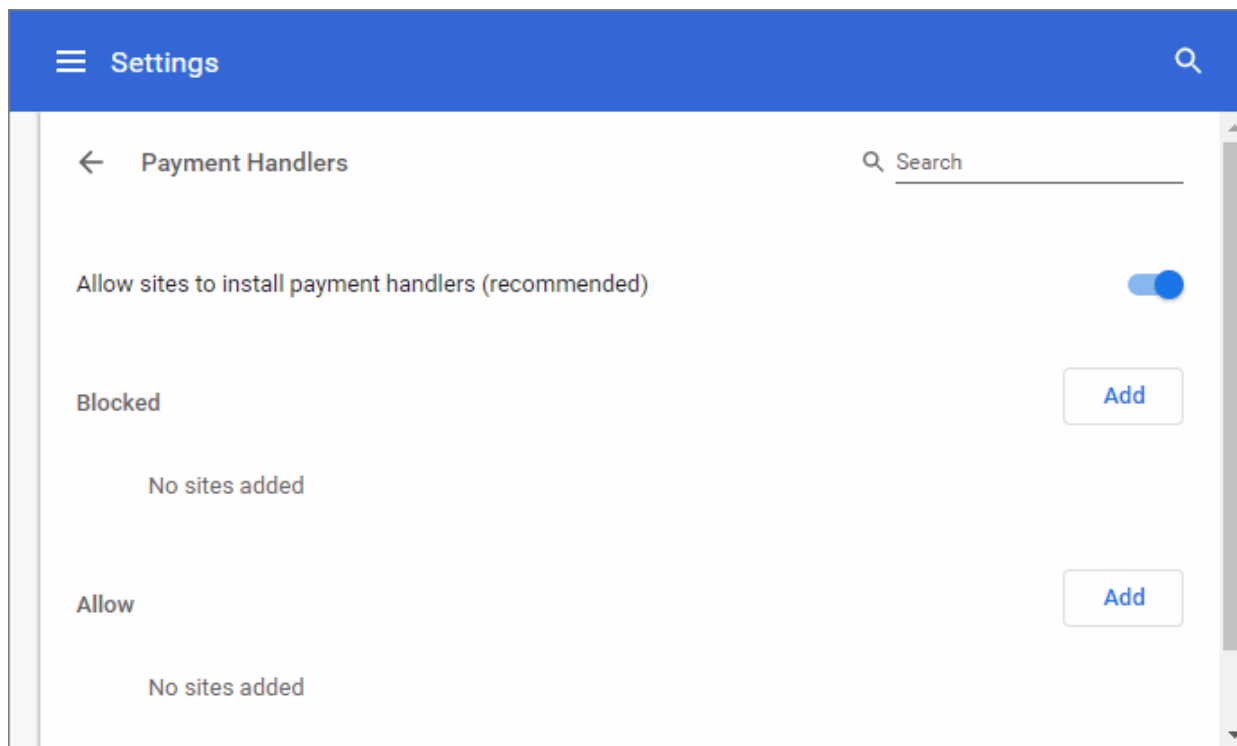 Settings
Payment Handlers
Search
Allow sites to install payment handlers (recommended)
Blocked
Add
No sites added
Allow
Add
No sites added